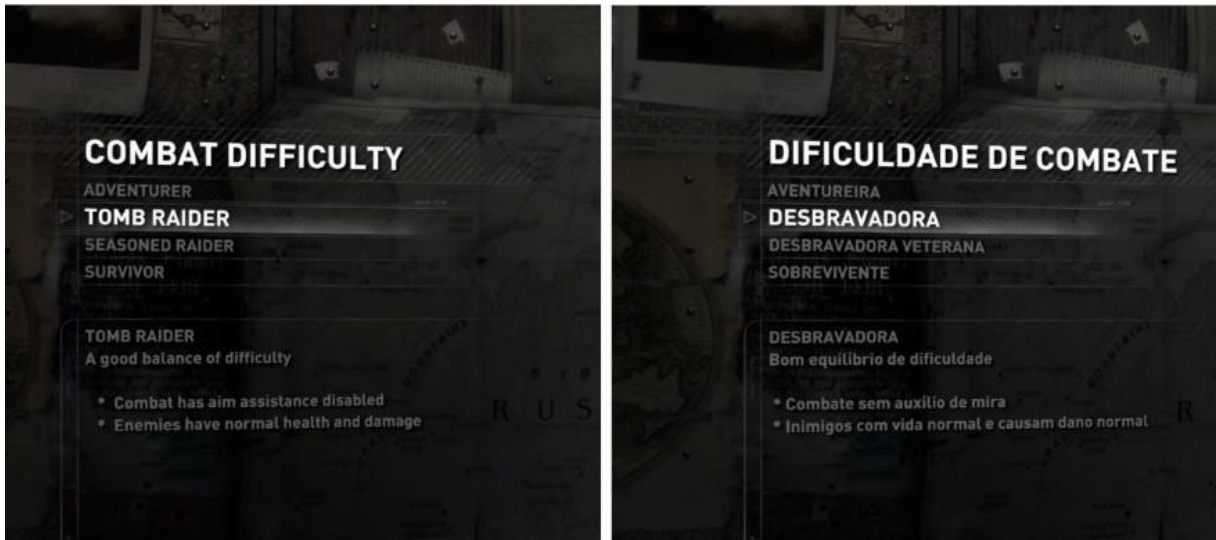 COMBAT DIFFICULTY
ADVENTURER
TOMB RAIDER
SEASONED RAIDER
SURVIVOR
TOMB RAIDER
A good balance of difficulty
* Combat has aim assistance disabled
* Enemies have normal health and damage
R U S
DIFICULDADE DE COMBATE
AVENTUREIRA
DESBRAVADORA
DESBRAVADORA VETERANA
SOBREVIVENTE
DESBRAVADORA
Bom equilíbrio de dificuldade
* Combate sem auxílio de mira
* Inimigos com vida normal e causam dano normal
R